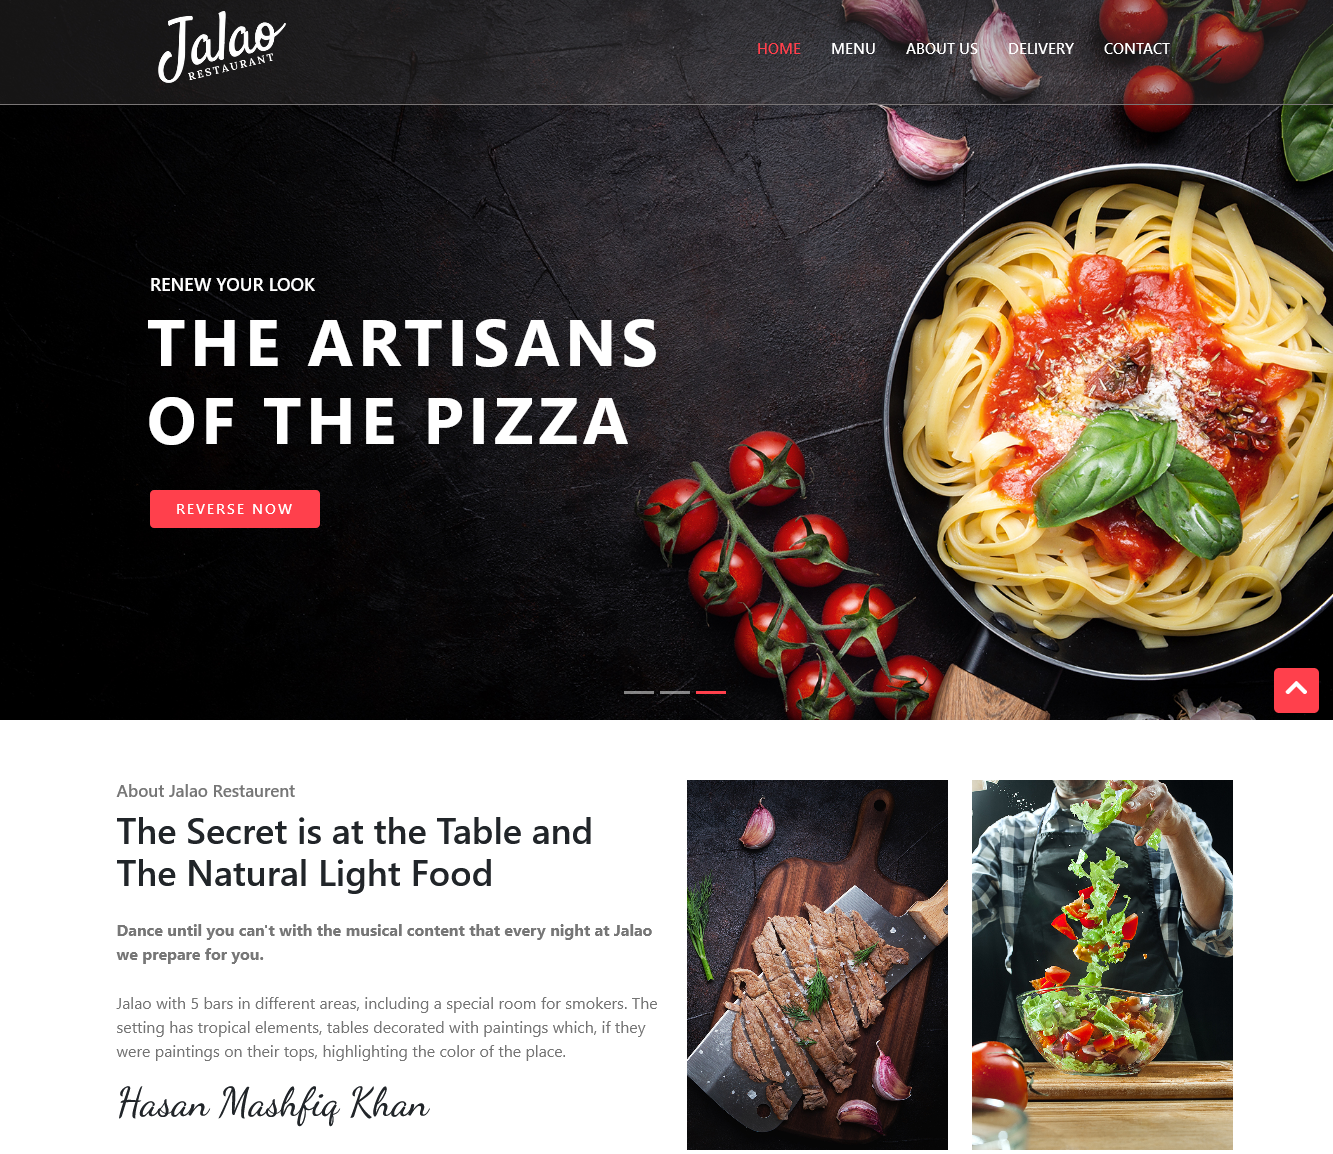 Jalao
RESTAURANT
HOME MENU ABOUT US DELIVERY CONTACT
RENEW YOUR LOOK
THE ARTISANS
OF THE PIZZA
REVERSE NOW
About Jalao Restaurent
The Secret is at the Table and
The Natural Light Food
Dance until you can't with the musical content that every night at Jalao
we prepare for you.
Jalao with 5 bars in different areas, including a special room for smokers. The
setting has tropical elements, tables decorated with paintings which, if they
were paintings on their tops, highlighting the color of the place.
Hasan Mashfiq Khan